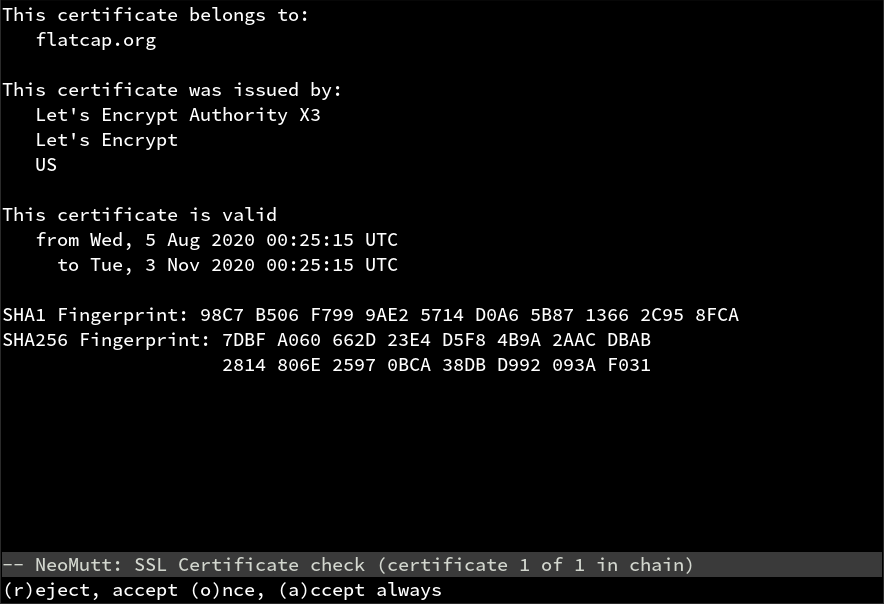 This certificate belongs to:
flatcap.org
This certificate was issued by:
Let's Encrypt Authority X3
Let's Encrypt
US
This certificate is valid
from Wed, 5 Aug 2020 00:25:15 UTC
to Tue, 3 Nov 2020 00:25:15 UTC
SHA1 Fingerprint: 98C7 B506 F799 9AE2 5714 D0A6 5B87 1366 2C95 8FCA
SHA256 Fingerprint: 7DBF A060 662D 23E4 D5F8 4B9A 2AAC DBAB
2814 806E 2597 0BCA 38DB D992 093A F031
-- NeoMutt: SSL Certificate check (certificate 1 of 1 in chain)
(r)eject, accept (o)nce, (a)ccept always